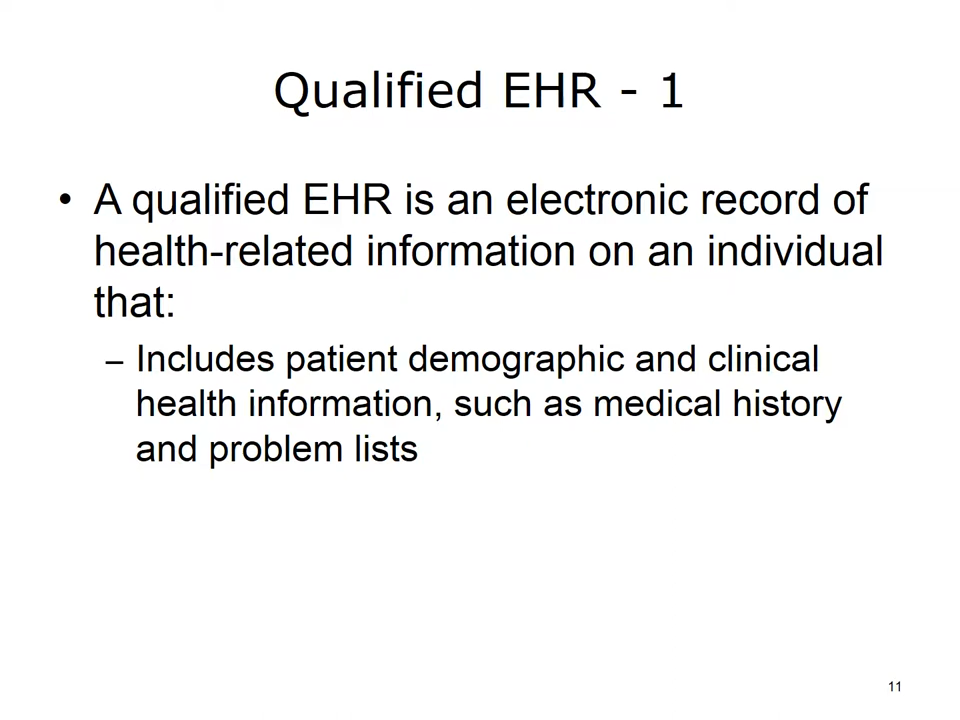 Qualified EHR - 1
• A qualified EHR is an electronic record of
health-related information on an individual
that:
– Includes patient demographic and clinical
health information, such as medical history
and problem lists
11